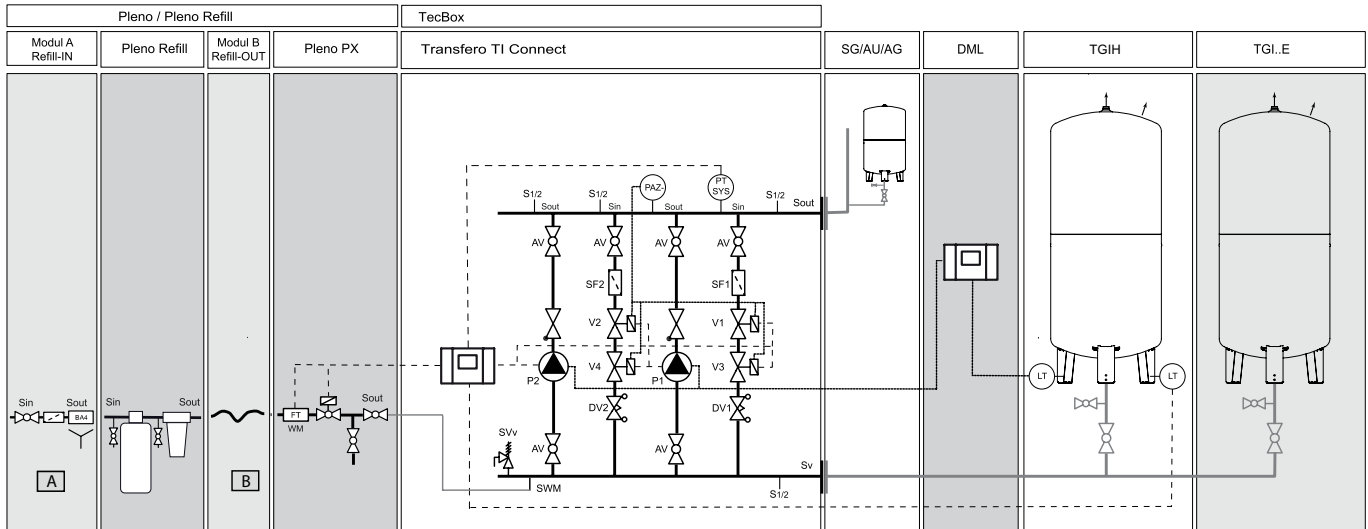 Pleno / Pleno Refill
TecBox
Modul A
Refill-IN
Pleno Refill
Modul B
Refill-OUT
Pleno PX
Transfero TI Connect
SG/AU/AG
DML
TGIH
TGI..E
S1/2
Sout
S1/2
Sin
PAZ-
Sout
PT
SYS
Sin
S1/2
Sout
AV
AV
AV
AV
SF2
SF1
V2
V1
P2
V4
P1
V3
LT
LT
DV2
DV1
Sin
Sout
BA4
Sin
Sout
FT
WM
Sout
SVv
AV
AV
Sv
A
B
SWM
S1/2